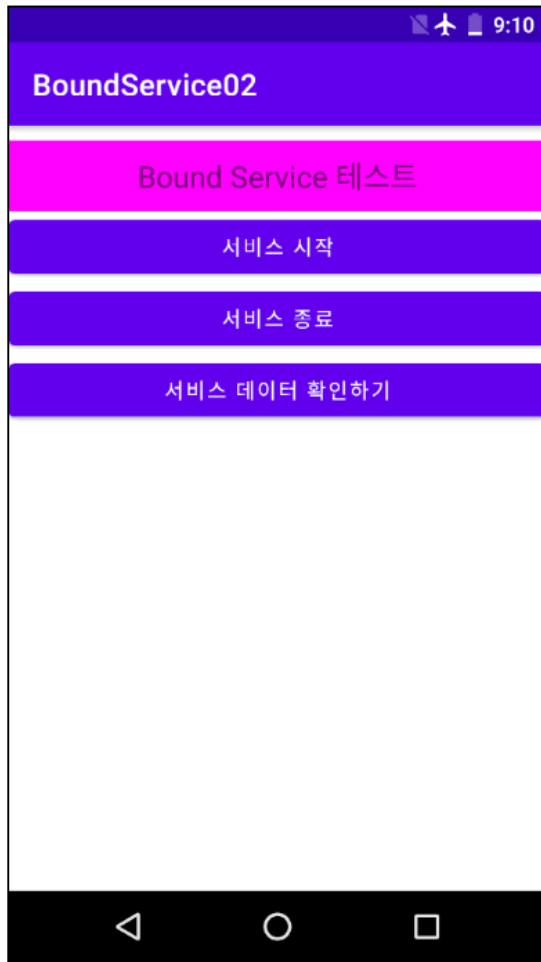 9:10
BoundService02
Bound Service 테스트
서비스 시작
서비스 종료
서비스 데이터 확인하기